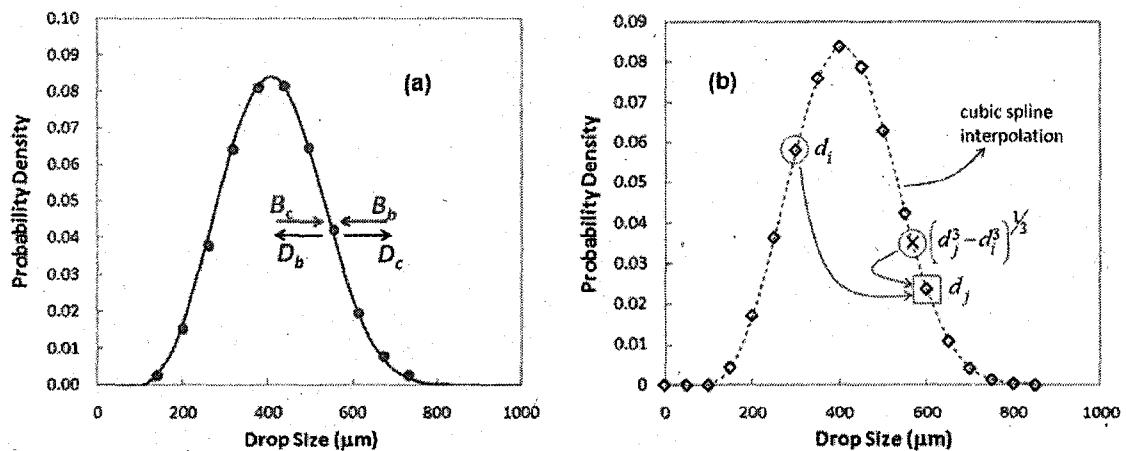 0.10
0.09
0.08
0.07
0.06
0.05
0.04
0.03
0.02
0.01
0.00
0
200
400
600
800
1000
Probability Density
Drop Size (μm)
(a)
B_c
B_b
D_b
D_c
0.09
0.08
0.07
0.06
0.05
0.04
0.03
0.02
0.01
0
0
200
400
600
800
1000
Probability Density
Drop Size (μm)
(b)
cubic spline
interpolation
d_i
(d_j^3 - d_i^3)^{1/3}
d_j